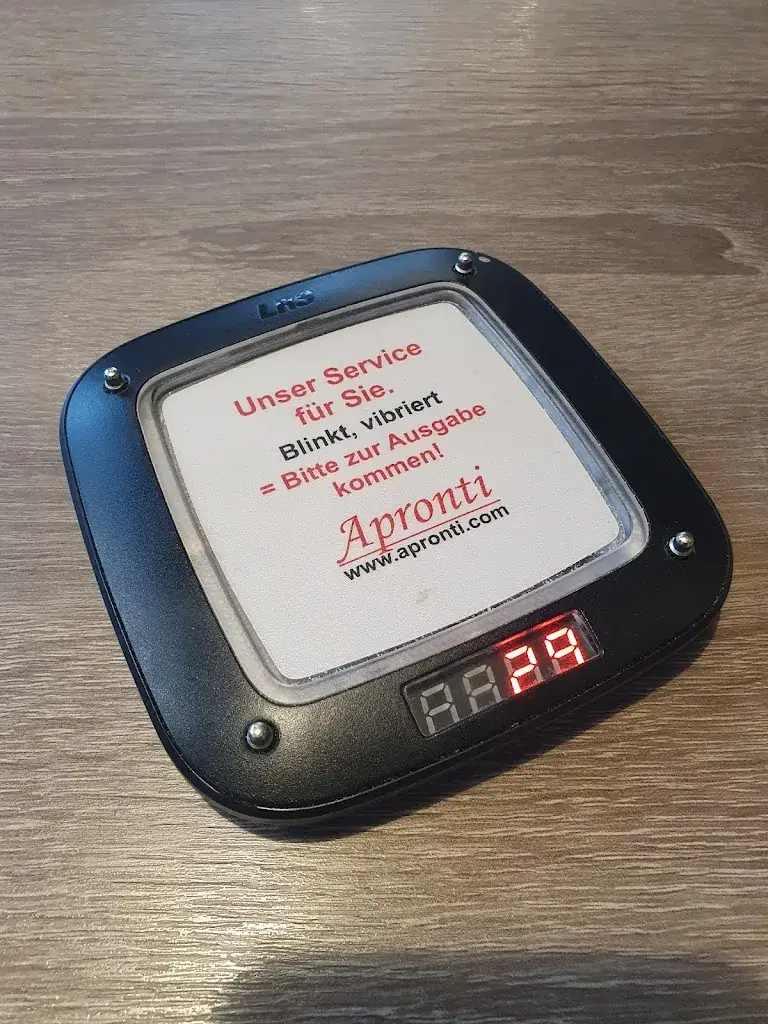 LRS
Unser Service
für Sie.
Blinkt, vibriert
= Bitte zur Ausgabe
kommen!
Apronti
www.apronti.com
29